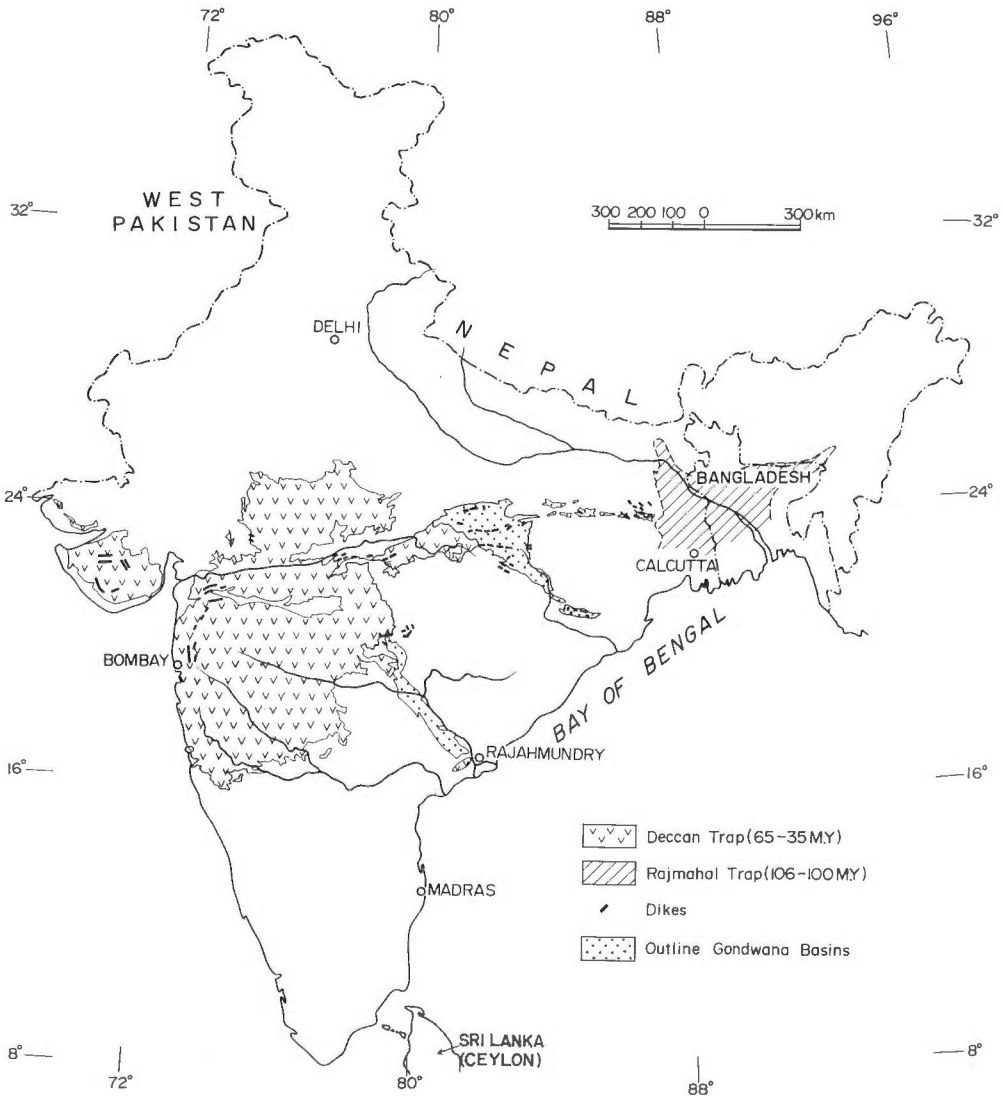 72°
80°
88°
96°
WEST
PAKISTAN
32°
300 200 100 0 300 km
32°
DELHI
NEPAL
24°
BANGLADESH
24°
CALCUTTA
BOMBAY
BAY OF BENGAL
RAJAHMUNDRY
16°
16°
Deccan Trap (65-35 M.Y)
Rajmahal Trap (106-100 M.Y)
MADRAS
Dikes
Outline Gondwana Basins
SRI LANKA
(CEYLON)
8°
8°
72°
80°
88°